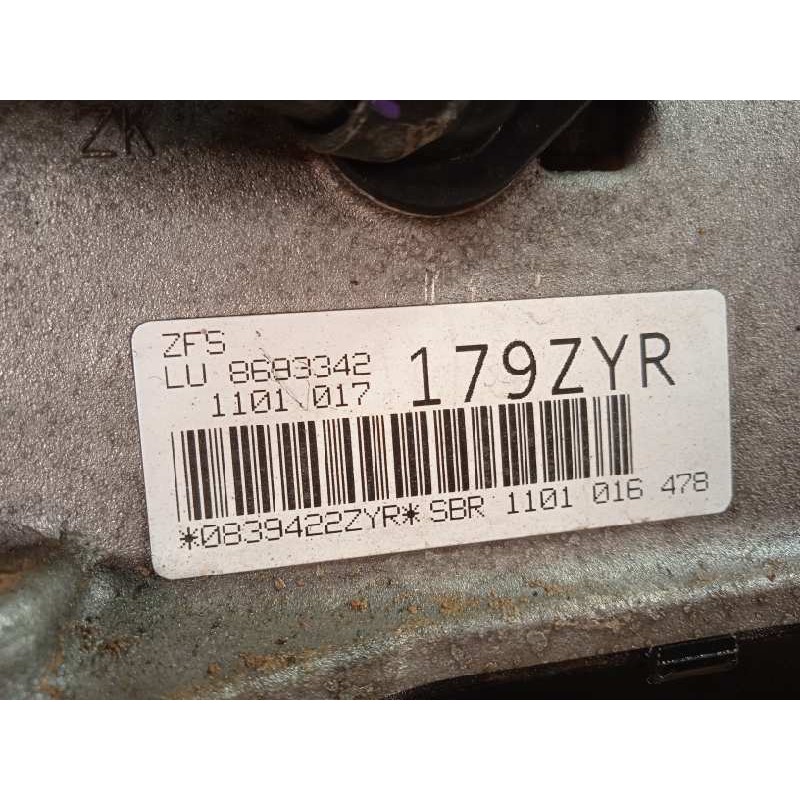 ZK
ZFS
LU 8693342
1101 017
179ZYR
*0839422ZYR* SBR 1101 016 478